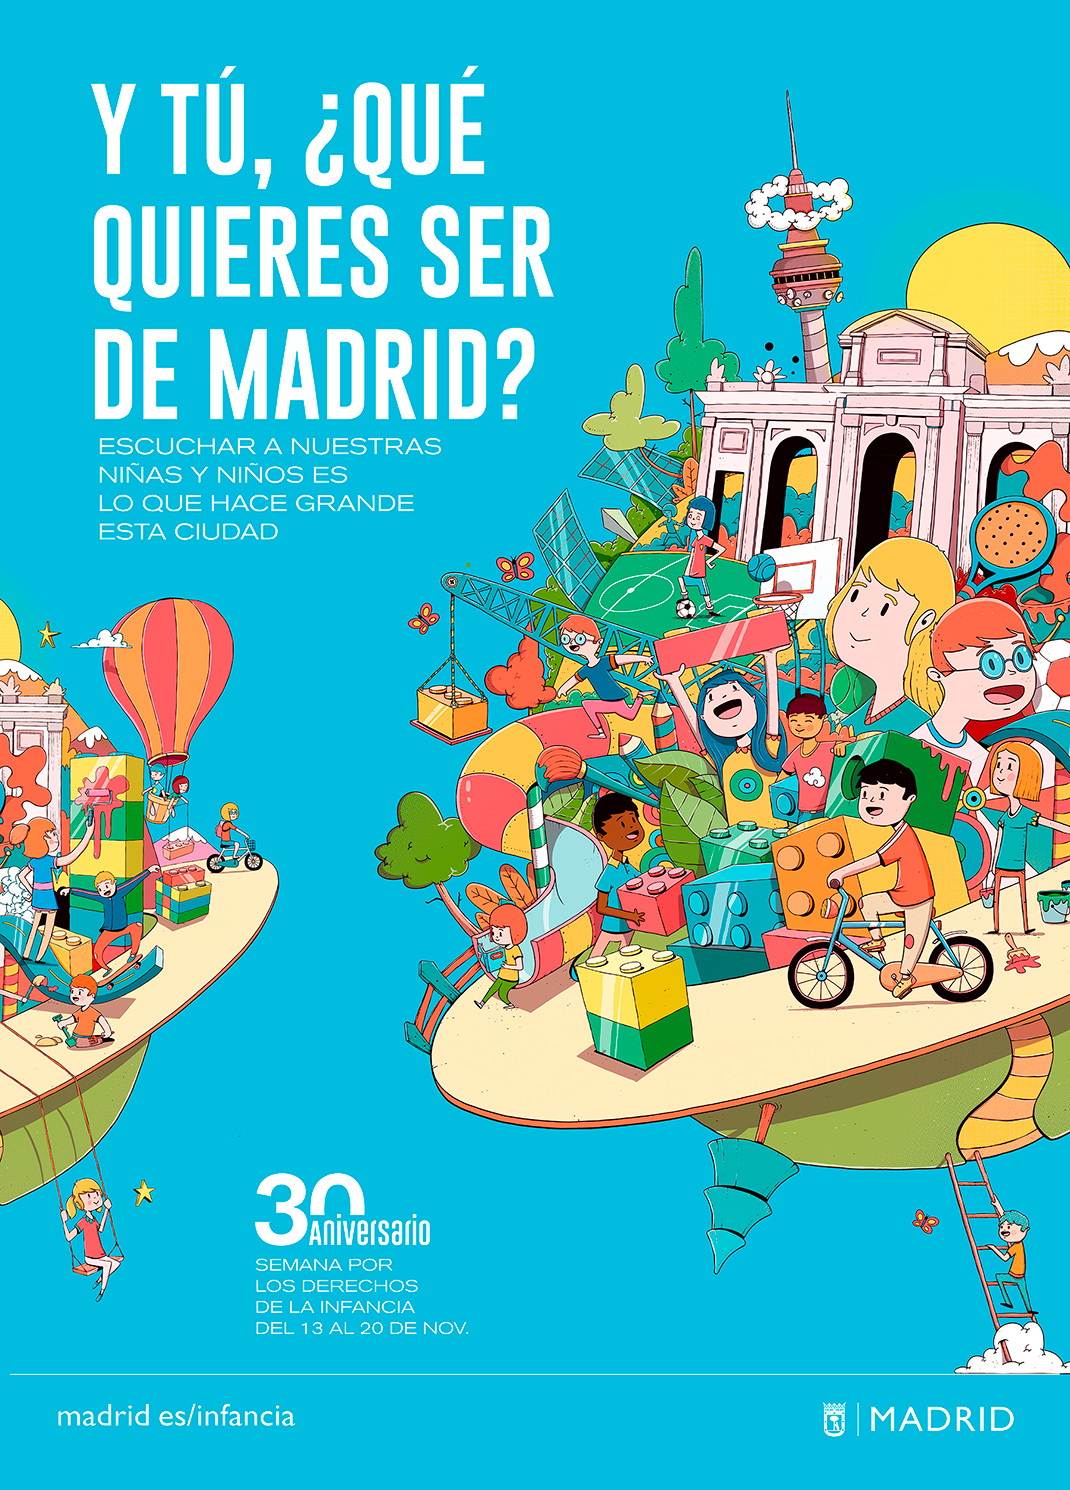 Y TÚ, ¿QUÉ
QUIERES SER
DE MADRID?
ESCUCHAR A NUESTRAS
NIÑAS Y NIÑOS ES
LO QUE HACE GRANDE
ESTA CIUDAD
30 Aniversario
SEMANA POR
LOS DERECHOS
DE LA INFANCIA
DEL 13 AL 20 DE NOV.
madrid es/infancia
MADRID